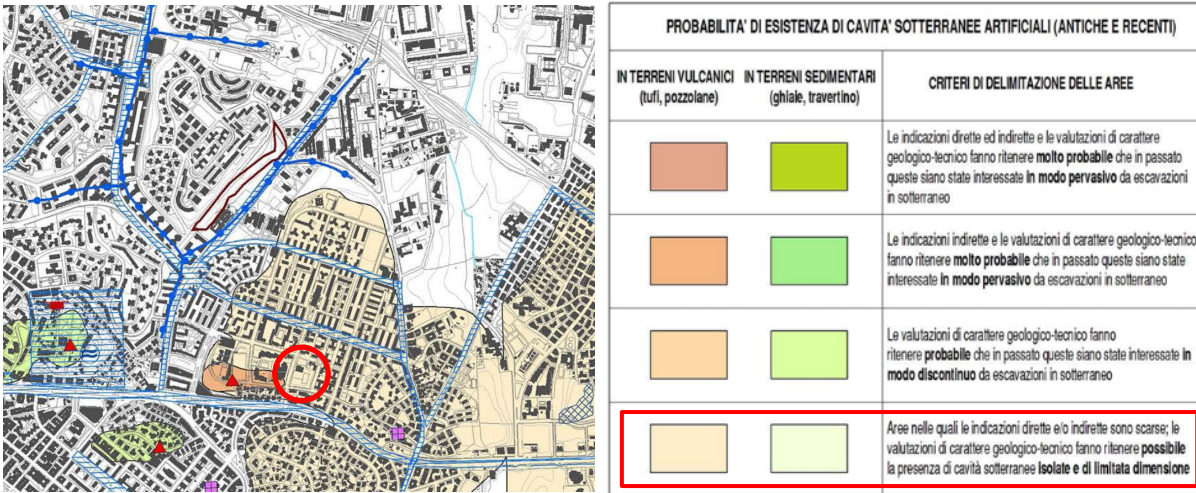 PROBABILITA' DI ESISTENZA DI CAVITA' SOTTERRANEE ARTIFICIALI (ANTICHE E RECENTI)
IN TERRENI VULCANICI
(tufi, pozzolane)
IN TERRENI SEDIMENTARI
(ghiale, travertino)
CRITERI DI DELIMITAZIONE DELLE AREE
Le indicazioni dirette ed indirette e le valutazioni di carattere
geologico-tecnico fanno ritenere molto probabile che in passato
queste siano state interessate in modo pervasivo da escavazioni
in sotterraneo
Le indicazioni indirette e le valutazioni di carattere geologico-tecnico
fanno ritenere molto probabile che in passato queste siano state
interessate in modo pervasivo da escavazioni in sotterraneo
Le valutazioni di carattere geologico-tecnico fanno
ritenere probabile che in passato queste siano state interessate in
modo discontinuo da escavazioni in sotterraneo
Aree nelle quali le indicazioni dirette e/o indirette sono scarse; le
valutazioni di carattere geologico-tecnico fanno ritenere possibile
la presenza di cavità sotterranee isolate e di limitata dimensione